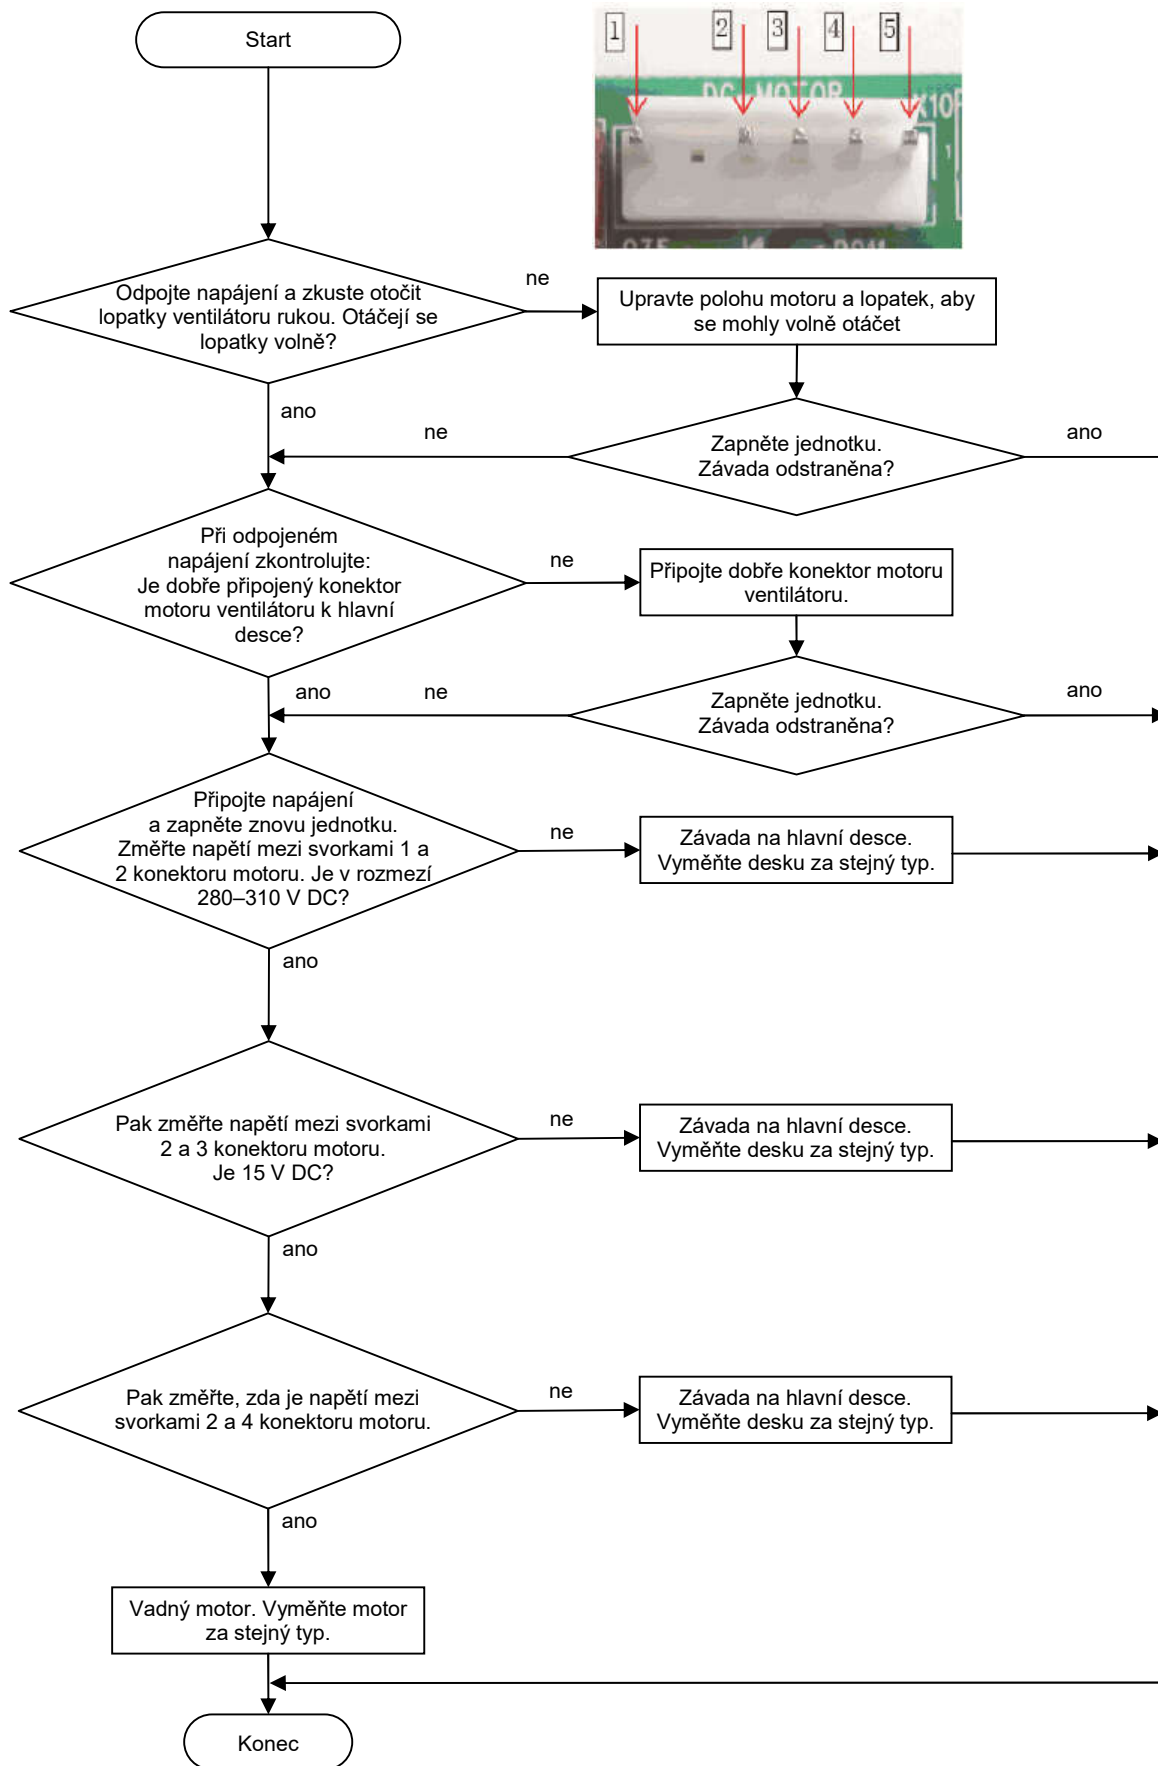 Start
1 2 3 4 5
DC MOTOR
1
Odpojte napájení a zkuste otočit
lopatky ventilátoru rukou. Otáčejí se
lopatky volně?
ne
Upravte polohu motoru a lopatek, aby
se mohly volně otáčet
ano
ne
Zapněte jednotku.
Závada odstraněna?
ano
Při odpojeném
napájení zkontrolujte:
Je dobře připojený konektor
motoru ventilátoru k hlavní
desce?
ne
Připojte dobře konektor motoru
ventilátoru.
ano
ne
Zapněte jednotku.
Závada odstraněna?
ano
Připojte napájení
a zapněte znovu jednotku.
Změřte napětí mezi svorkami 1 a
2 konektoru motoru. Je v rozmezí
280–310 V DC?
ne
Závada na hlavní desce.
Vyměňte desku za stejný typ.
ano
Pak změřte napětí mezi svorkami
2 a 3 konektoru motoru.
Je 15 V DC?
ne
Závada na hlavní desce.
Vyměňte desku za stejný typ.
ano
Pak změřte, zda je napětí mezi
svorkami 2 a 4 konektoru motoru.
ne
Závada na hlavní desce.
Vyměňte desku za stejný typ.
ano
Vadný motor. Vyměňte motor
za stejný typ.
Konec